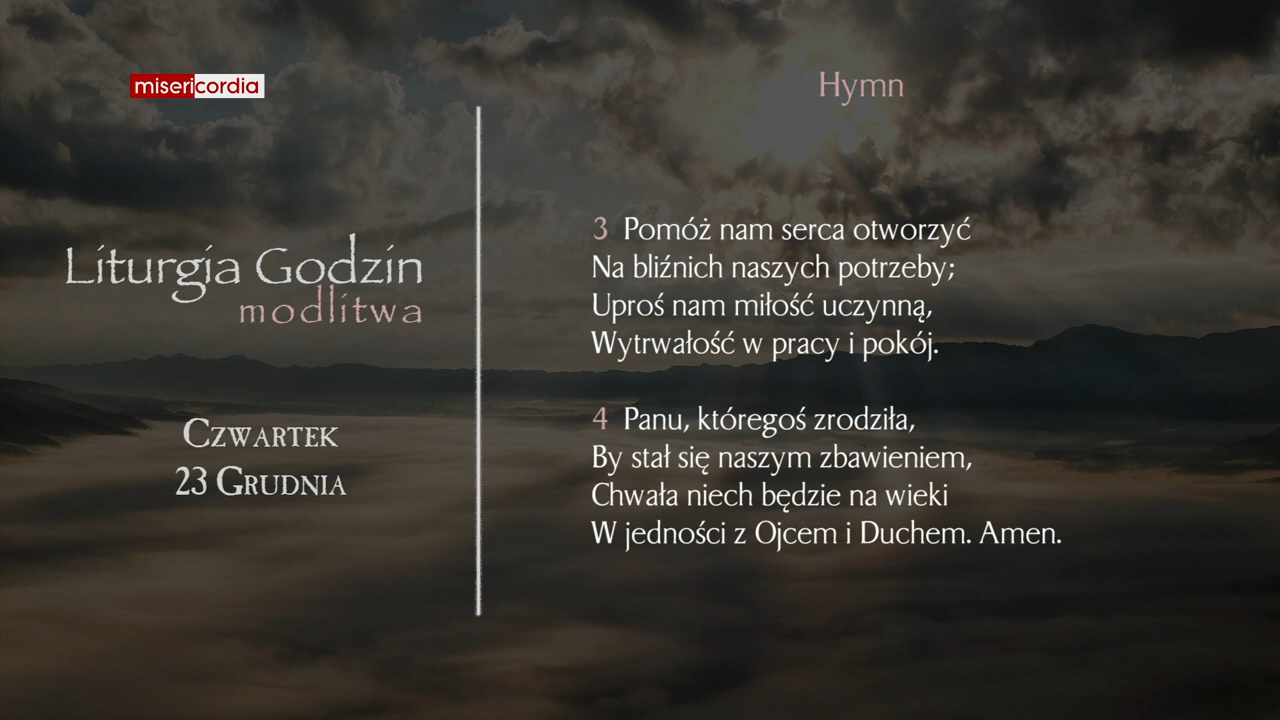 misericordia
Liturgia Godzin
modlitwa
Czwartek
23 Grudnia
Hymn
3 Pomóż nam serca otworzyć
Na bliźnich naszych potrzeby;
Uproś nam miłość uczynną,
Wytrwałość w pracy i pokój.
4 Panu, któregoś zrodziła,
By stał się naszym zbawieniem,
Chwała niech będzie na wieki
W jedności z Ojcem i Duchem. Amen.